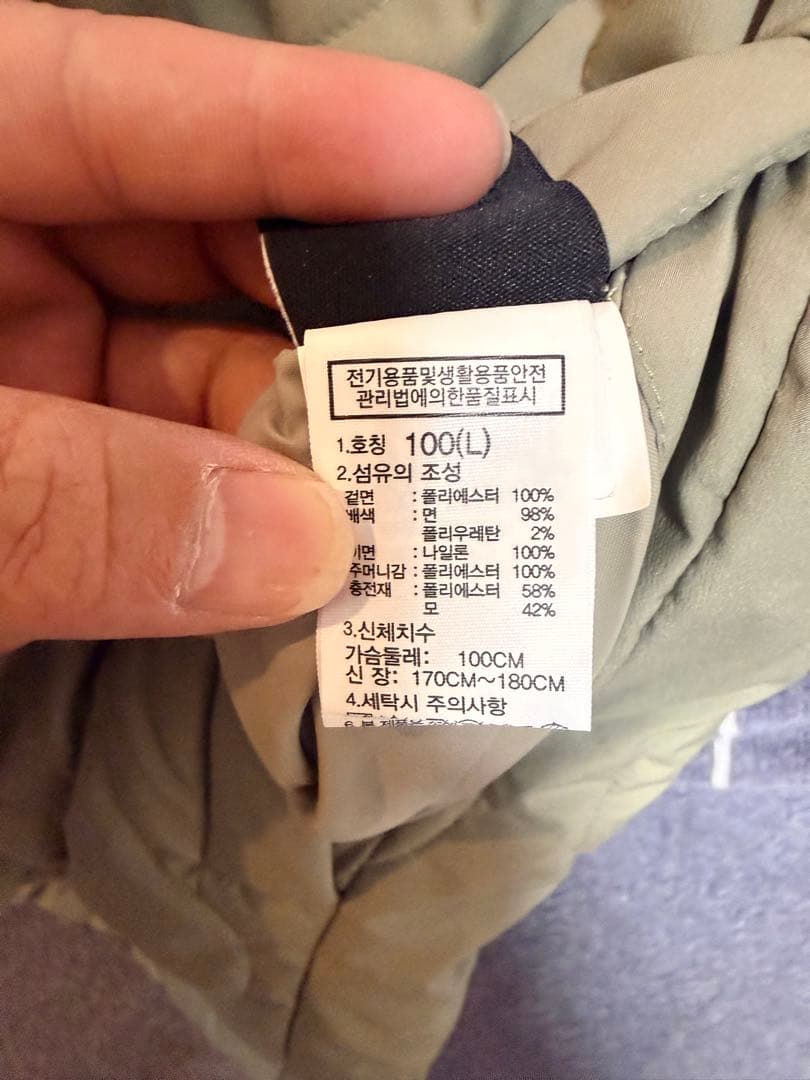 전기용품및생활용품안전
관리법에의한품질표시
1.호칭 100(L)
2.섬유의 조성
겉면 : 폴리에스터 100%
배색 : 면 98%
폴리우레탄 2%
이면 : 나일론 100%
주머니감 : 폴리에스터 100%
충전재 : 폴리에스터 58%
모 42%
3.신체치수
가슴둘레: 100CM
신 장: 170CM~180CM
4.세탁시 주의사항